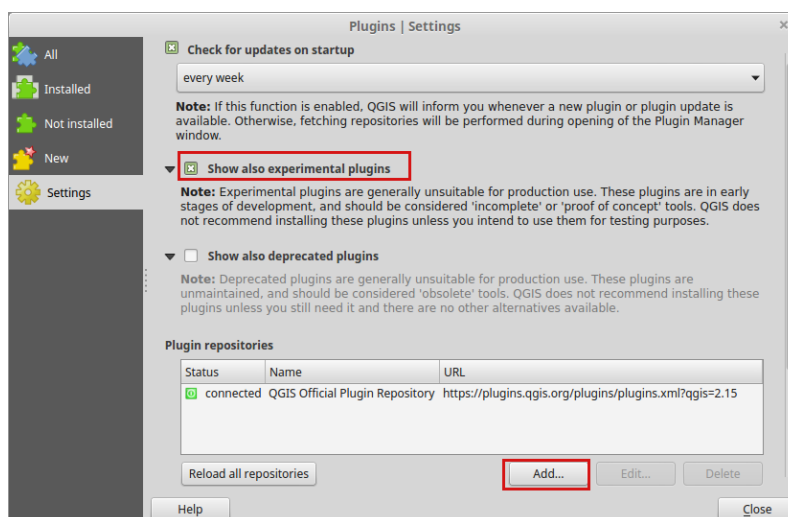 Plugins | Settings
All
Installed
Not installed
New
Settings
Check for updates on startup
every week
Note: If this function is enabled, QGIS will inform you whenever a new plugin or plugin update is
available. Otherwise, fetching repositories will be performed during opening of the Plugin Manager
window.
Show also experimental plugins
Note: Experimental plugins are generally unsuitable for production use. These plugins are in early
stages of development, and should be considered 'incomplete' or 'proof of concept' tools. QGIS does
not recommend installing these plugins unless you intend to use them for testing purposes.
Show also deprecated plugins
Note: Deprecated plugins are generally unsuitable for production use. These plugins are
unmaintained, and should be considered 'obsolete' tools. QGIS does not recommend installing these
plugins unless you still need it and there are no other alternatives available.
Plugin repositories
Status Name URL
connected QGIS Official Plugin Repository https://plugins.qgis.org/plugins/plugins.xml?qgis=2.15
Reload all repositories Add... Edit... Delete
Help Close